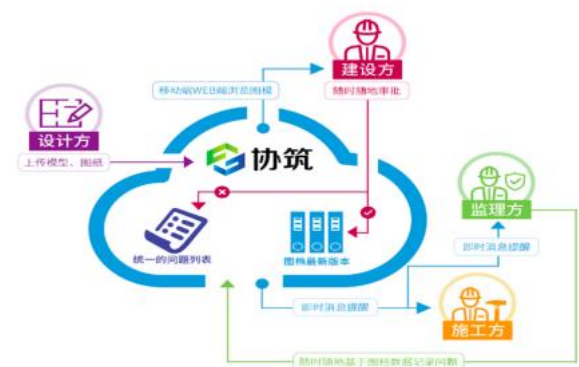 建设方
移动端WEB端浏览图模
随时随地审批
设计方
上传模型、图纸
协筑
监理方
统一的问题列表
图档最新版本
即时消息提醒
即时消息提醒
施工方
随时随地基于图档数据记录问题